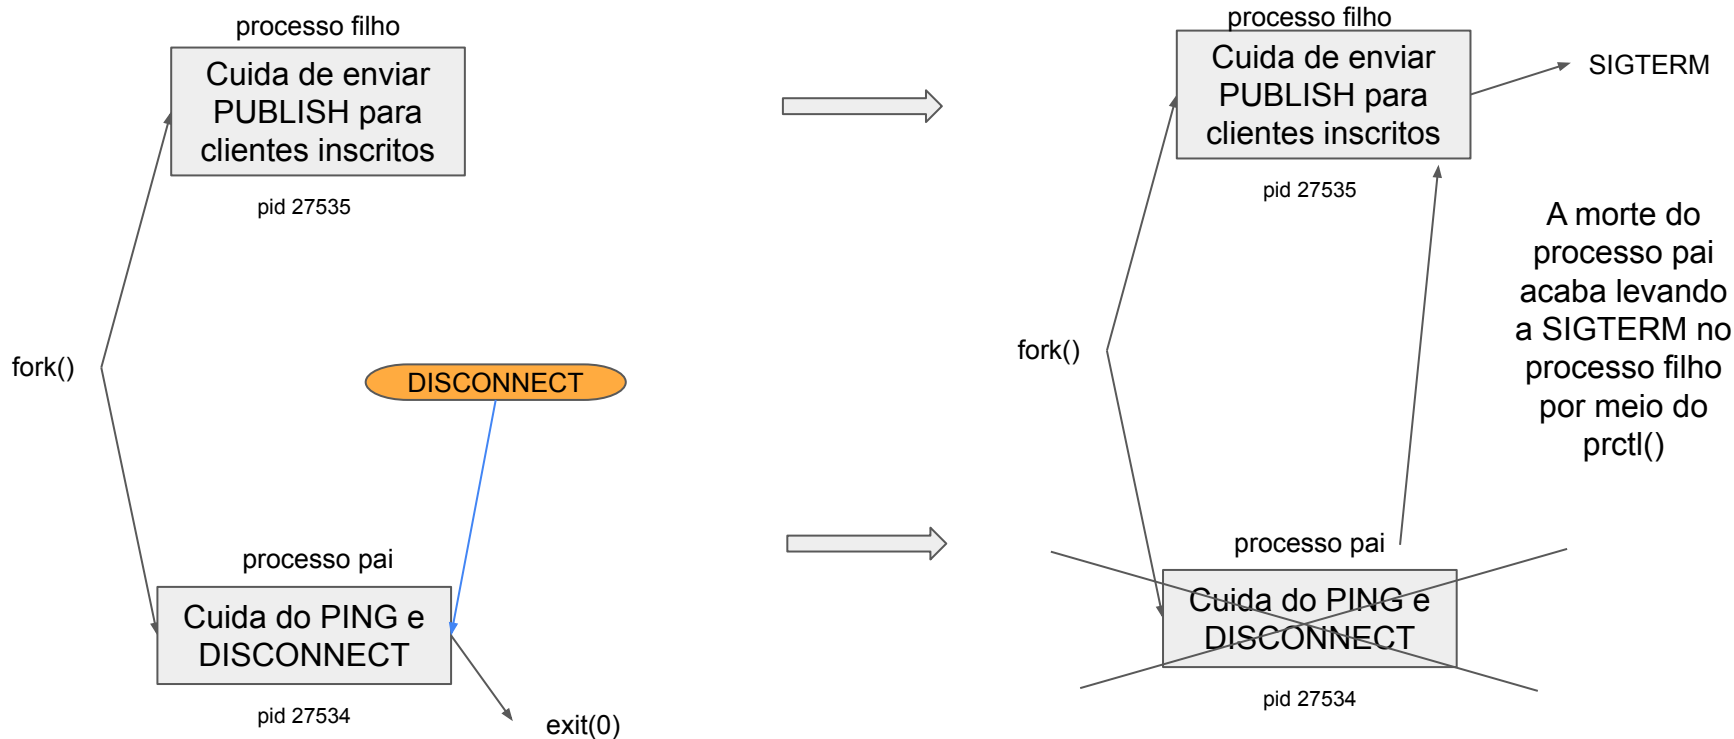 processo filho
Cuida de enviar
PUBLISH para
clientes inscritos
pid 27535
fork()
DISCONNECT
processo pai
Cuida do PING e
DISCONNECT
pid 27534
exit(0)
processo filho
Cuida de enviar
PUBLISH para
clientes inscritos
SIGTERM
pid 27535
A morte do
processo pai
acaba levando
a SIGTERM no
processo filho
por meio do
prctl()
fork()
processo pai
Cuida do PING e
DISCONNECT
pid 27534